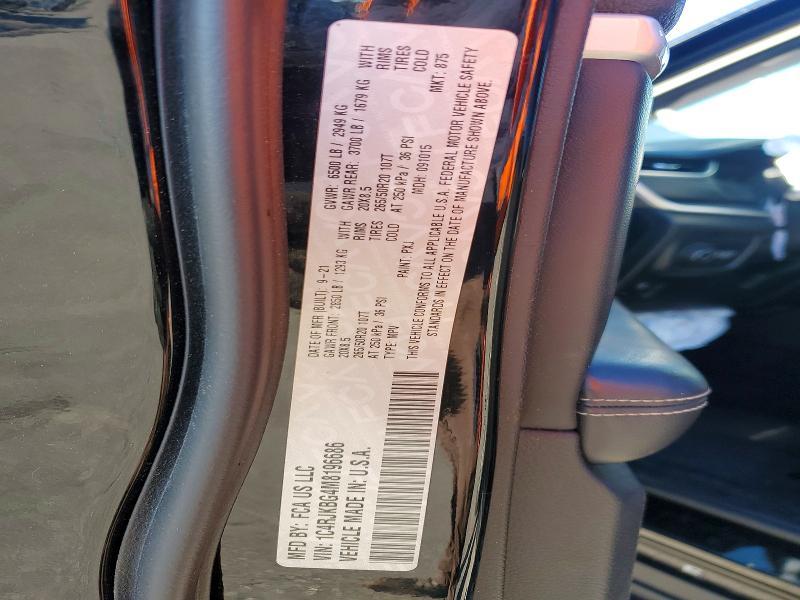 MFD BY: FCA US LLC
VIN: 1C4RJKBG4M8196686
VEHICLE MADE IN: U.S.A.
DATE OF MFR (BUILT): 9-21 GVWR: 6500 LB / 2949 KG
GAWR FRONT: 2850 LB / 1293 KG WITH GAWR REAR: 3700 LB / 1679 KG WITH
20X8.5 RIMS 20X8.5 RIMS
265/50R20 107T TIRES 265/50R20 107T TIRES
AT 250 kPa / 36 PSI COLD AT 250 kPa / 36 PSI COLD
TYPE: MPV PAINT: PXJ MDH: 091015 MKT: 875
THIS VEHICLE CONFORMS TO ALL APPLICABLE U.S.A. FEDERAL MOTOR VEHICLE SAFETY
STANDARDS IN EFFECT ON THE DATE OF MANUFACTURE SHOWN ABOVE.